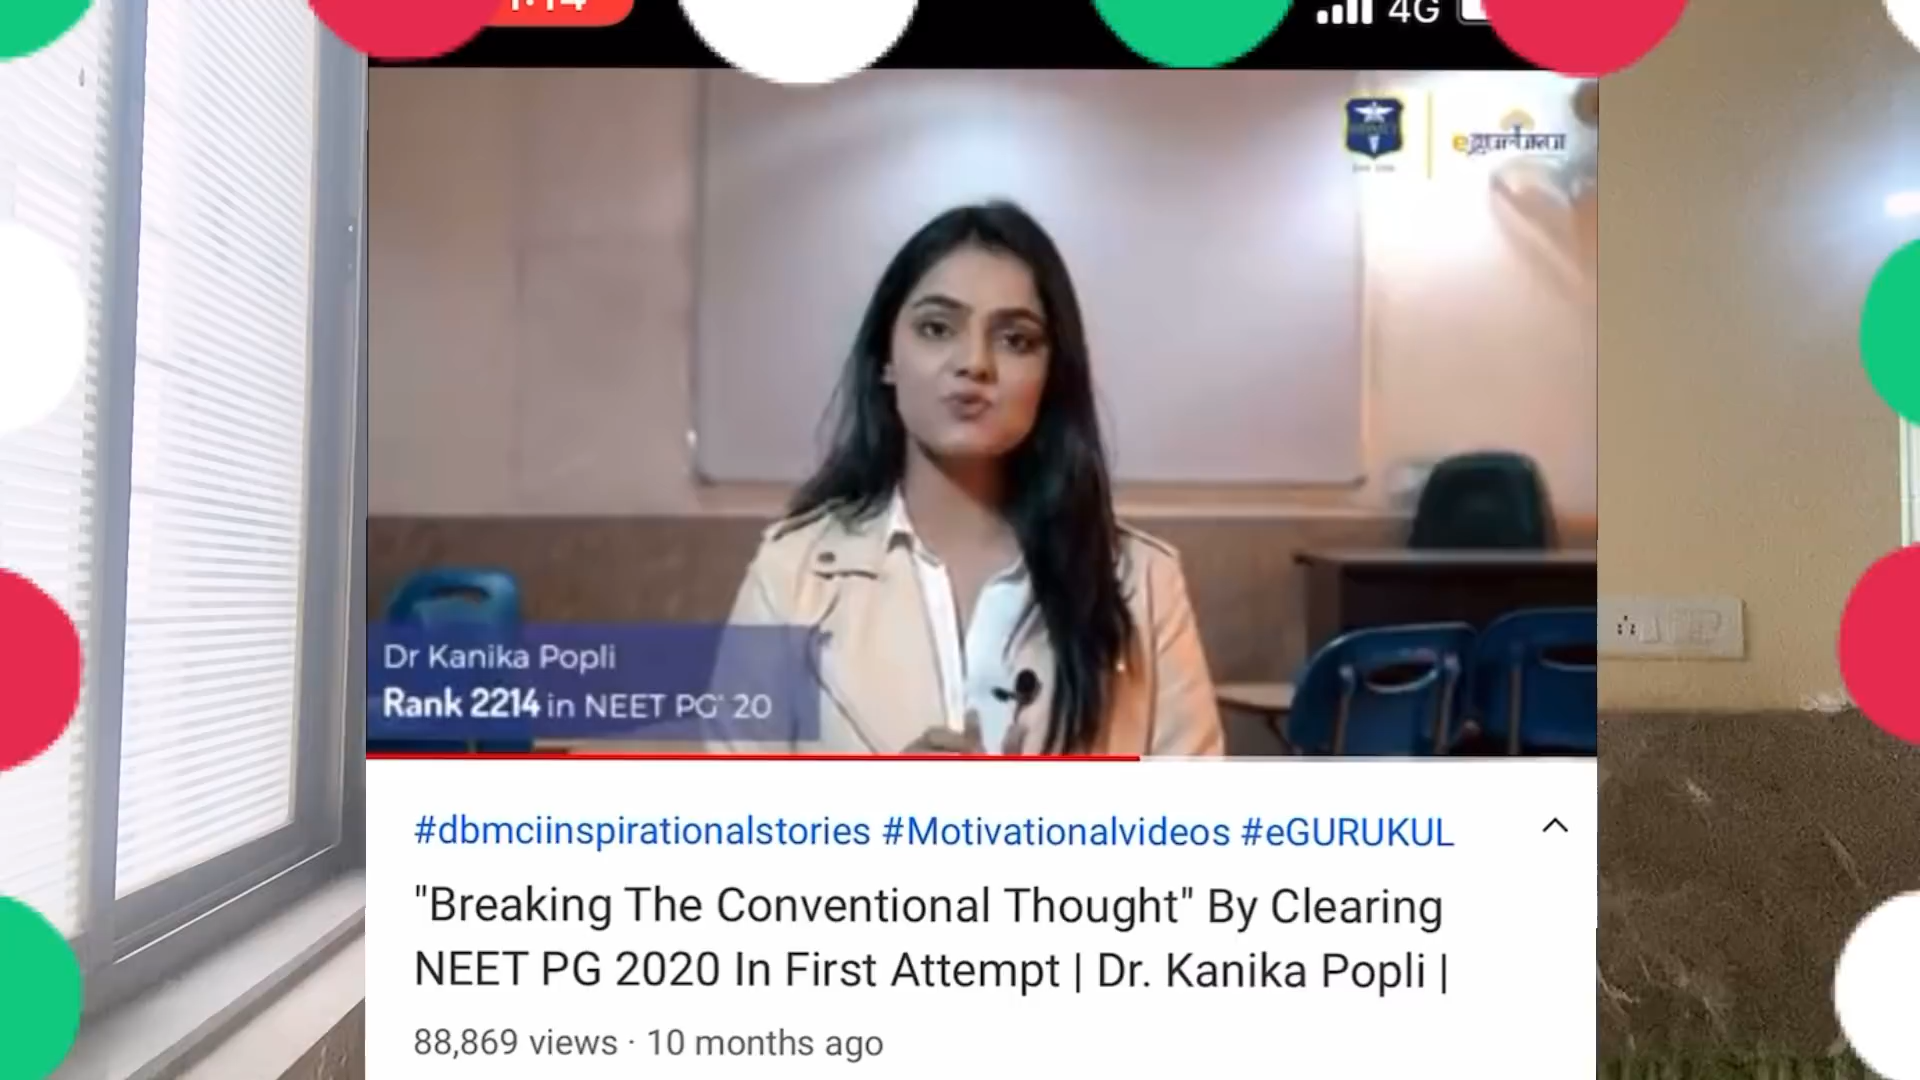 4G
egurukul
Dr Kanika Popli
Rank 2214 in NEET PG' 20
#dbmciinspirationalstories #Motivationalvideos #eGURUKUL
"Breaking The Conventional Thought" By Clearing
NEET PG 2020 In First Attempt | Dr. Kanika Popli |
88,869 views · 10 months ago